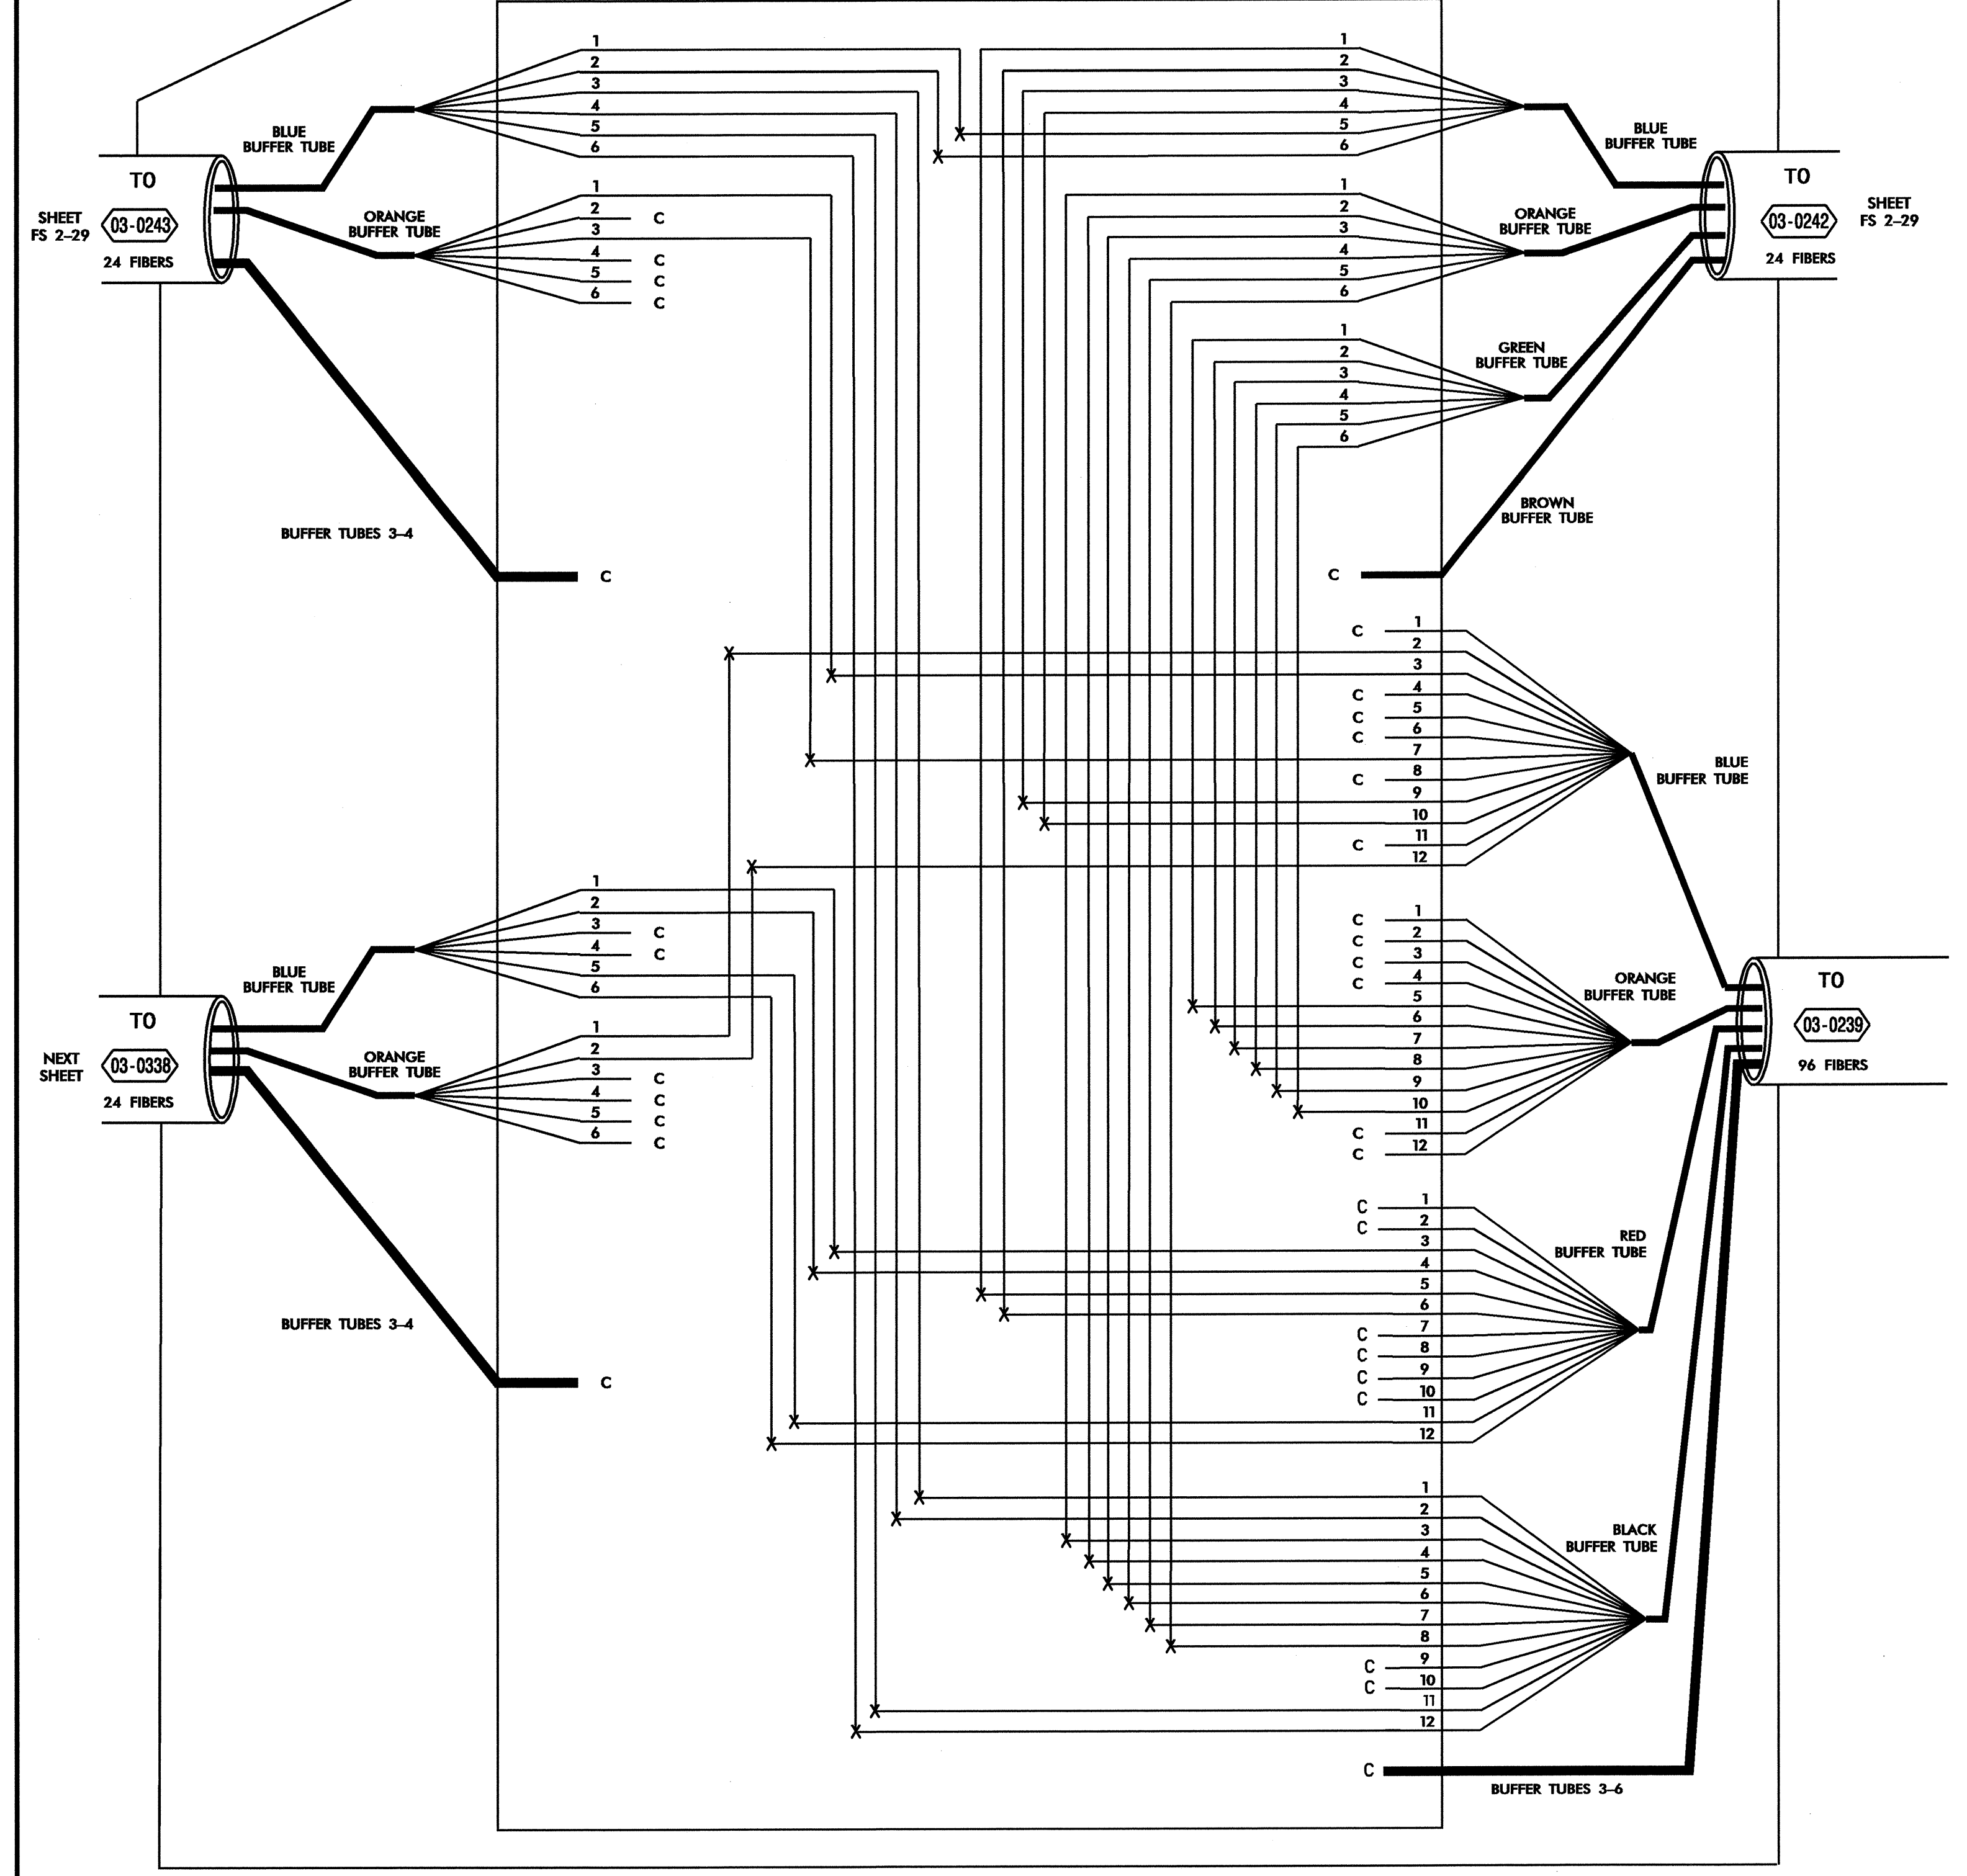 TO
03-0243
24 FIBERS
SHEET
FS 2–29
BLUE
BUFFER TUBE
1
2
3
4
5
6
ORANGE
BUFFER TUBE
1
2 C
3
4 C
5 C
6 C
BUFFER TUBES 3–4
C
TO
03-0338
24 FIBERS
NEXT
SHEET
BLUE
BUFFER TUBE
1
2
3 C
4 C
5
6
ORANGE
BUFFER TUBE
1
2
3 C
4 C
5 C
6 C
BUFFER TUBES 3–4
C
1
2
3
4
5
6
BLUE
BUFFER TUBE
TO
03-0242
24 FIBERS
SHEET
FS 2–29
1
2
3
4
5
6
ORANGE
BUFFER TUBE
1
2
3
4
5
6
GREEN
BUFFER TUBE
BROWN
BUFFER TUBE
C
C 1
2
3
C 4
C 5
C 6
7
C 8
9
10
C 11
12
BLUE
BUFFER TUBE
C 1
C 2
C 3
C 4
5
6
7
8
9
10
C 11
C 12
ORANGE
BUFFER TUBE
TO
03-0239
96 FIBERS
C 1
C 2
3
4
5
6
C 7
C 8
C 9
C 10
11
12
RED
BUFFER TUBE
1
2
3
4
5
6
7
8
C 9
C 10
11
12
BLACK
BUFFER TUBE
C
BUFFER TUBES 3–6